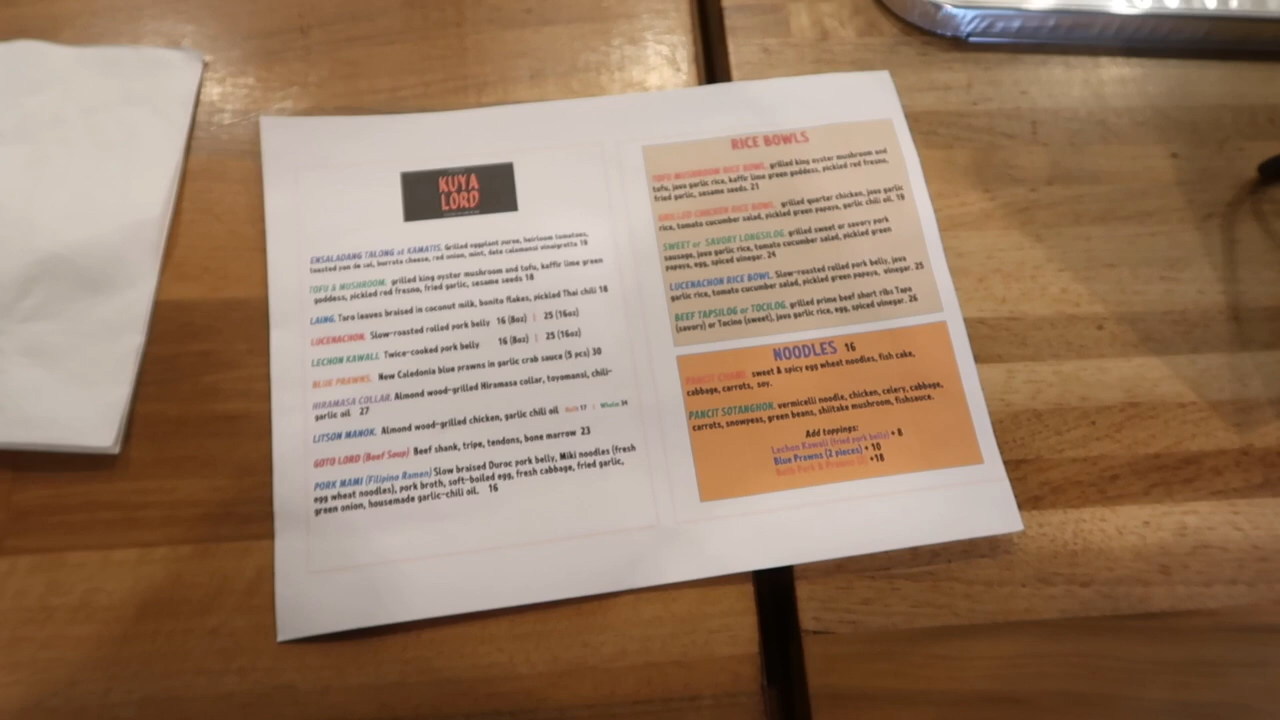 KUYA
LORD
ENSALADANG TALONG at KAMATIS. Grilled eggplant puree, heirloom tomatoes,
toasted pan de sal, burrata cheese, red onion, mint, date calamansi vinaigrette 19
TOFU & MUSHROOM. grilled king oyster mushroom and tofu, kaffir lime green
goddess, pickled red fresno, fried garlic, sesame seeds 18
LAING. Taro leaves braised in coconut milk, bonito flakes, pickled Thai chili 18
LUCENACHON. Slow-roasted rolled pork belly 16 (8oz) | 25 (16oz)
LECHON KAWALI. Twice-cooked pork belly 16 (8oz) | 25 (16oz)
BLUE PRAWNS. New Caledonia blue prawns in garlic crab sauce (5 pcs) 30
HIRAMASA COLLAR. Almond wood-grilled Hiramasa collar, toyomansi, chili-
garlic oil 27
LITSON MANOK. Almond wood-grilled chicken, garlic chili oil Half 17 | Whole 34
GOTO LORD (Beef Soup) Beef shank, tripe, tendons, bone marrow 23
PORK MAMI (Filipino Ramen) Slow braised Duroc pork belly, Miki noodles (fresh
egg wheat noodles), pork broth, soft-boiled egg, fresh cabbage, fried garlic,
green onion, housemade garlic-chili oil. 16
RICE BOWLS
TOFU MUSHROOM RICE BOWL. grilled king oyster mushroom and
tofu, java garlic rice, kaffir lime green goddess, pickled red fresno,
fried garlic, sesame seeds. 21
GRILLED CHICKEN RICE BOWL. grilled quarter chicken, java garlic
rice, tomato cucumber salad, pickled green papaya, garlic chili oil. 19
SWEET or SAVORY LONGSILOG. grilled sweet or savory pork
sausage, java garlic rice, tomato cucumber salad, pickled green
papaya, egg, spiced vinegar. 24
LUCENACHON RICE BOWL. Slow-roasted rolled pork belly, java
garlic rice, tomato cucumber salad, pickled green papaya, vinegar. 25
BEEF TAPSILOG or TOCILOG. grilled prime beef short ribs Tapa
(savory) or Tocino (sweet), java garlic rice, egg, spiced vinegar. 26
NOODLES 16
PANCIT CHAMI. sweet & spicy egg wheat noodles, fish cake,
cabbage, carrots, soy.
PANCIT SOTANGHON. vermicelli noodle, chicken, celery, cabbage,
carrots, snowpeas, green beans, shiitake mushroom, fishsauce.
Add toppings:
Lechon Kawali (fried pork belly) + 8
Blue Prawns (2 pieces) + 10
Both Pork & Prawns (2) +18